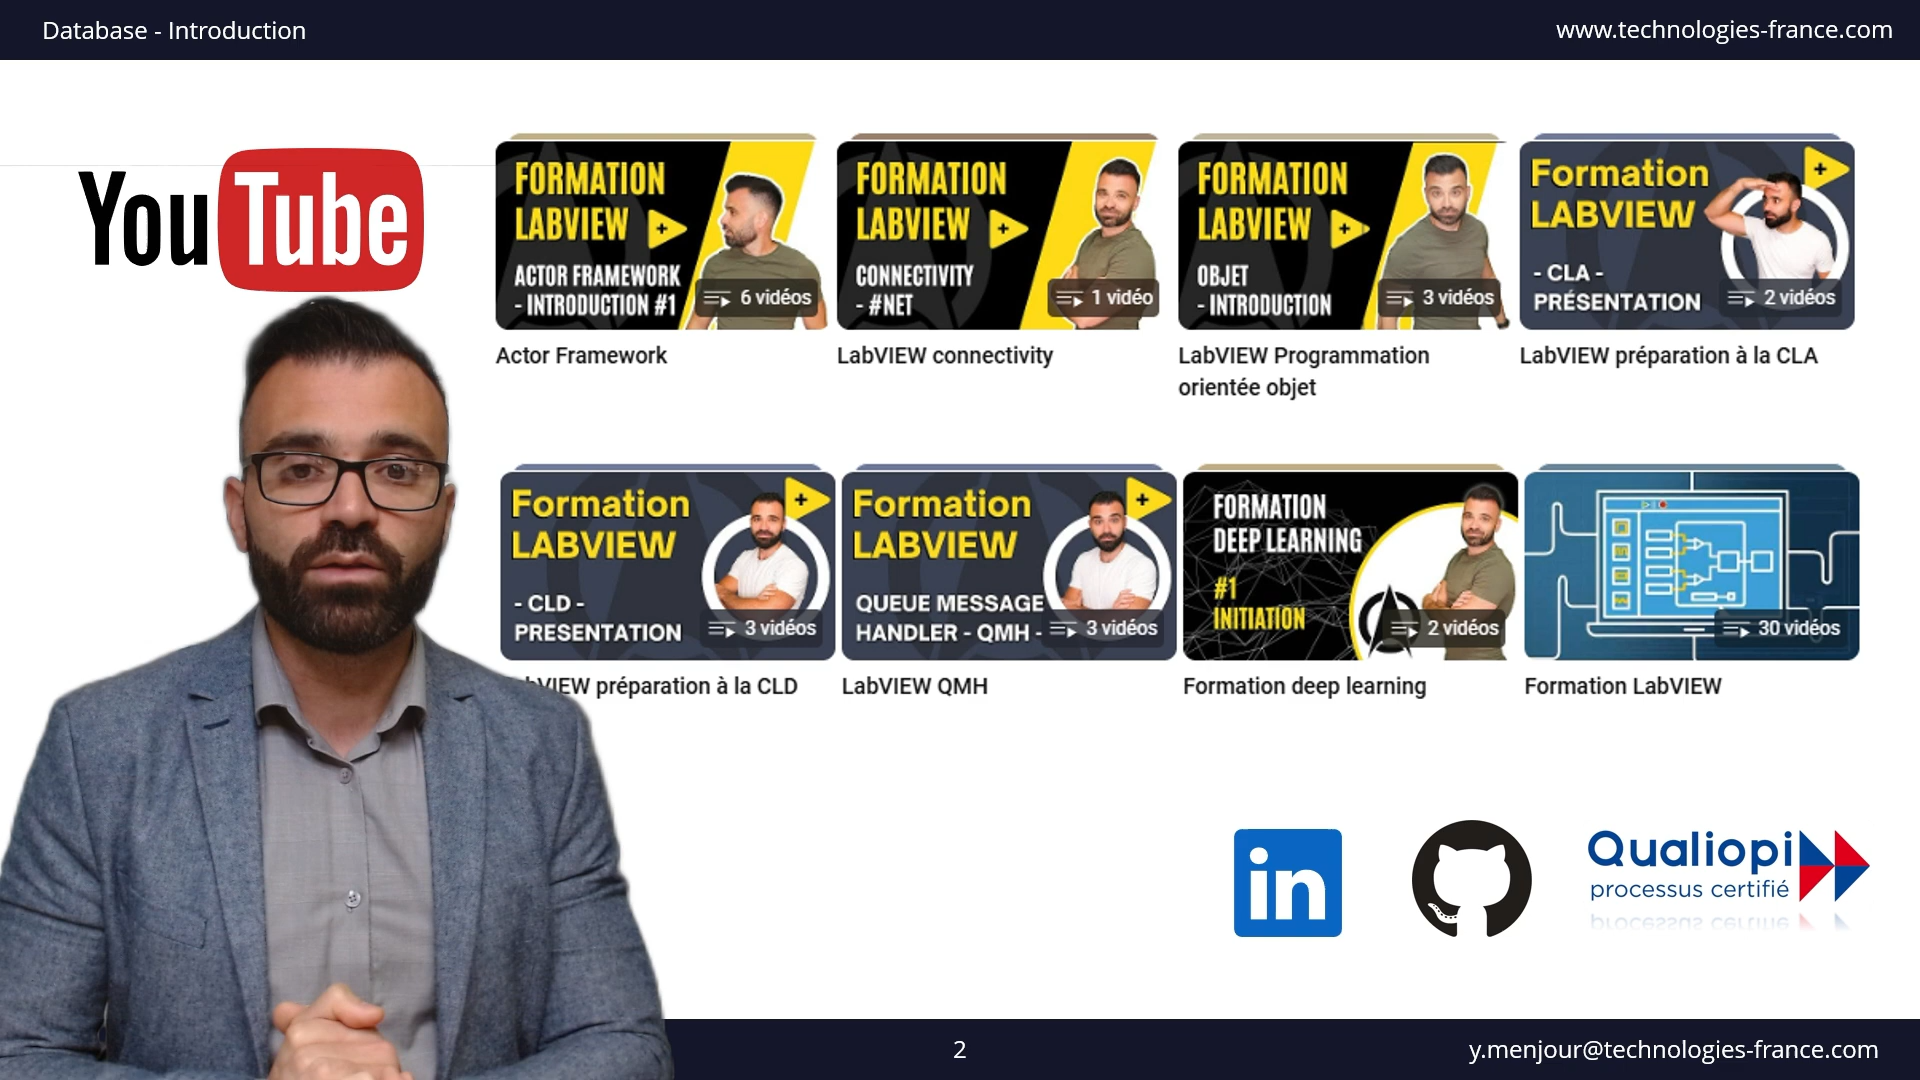 Database - Introduction
www.technologies-france.com
YouTube
FORMATION
LABVIEW
ACTOR FRAMEWORK
- INTRODUCTION #1
6 vidéos
Actor Framework
FORMATION
LABVIEW
CONNECTIVITY
- #NET
1 vidéo
LabVIEW connectivity
FORMATION
LABVIEW
OBJET
- INTRODUCTION
3 vidéos
LabVIEW Programmation
orientée objet
Formation
LABVIEW
- CLA -
PRÉSENTATION
2 vidéos
LabVIEW préparation à la CLA
Formation
LABVIEW
- CLD -
PRESENTATION
3 vidéos
bVIEW préparation à la CLD
Formation
LABVIEW
QUEUE MESSAGE
HANDLER - QMH -
3 vidéos
LabVIEW QMH
FORMATION
DEEP LEARNING
#1
INITIATION
2 vidéos
Formation deep learning
30 vidéos
Formation LabVIEW
in
Qualiopi
processus certifié
2
y.menjour@technologies-france.com